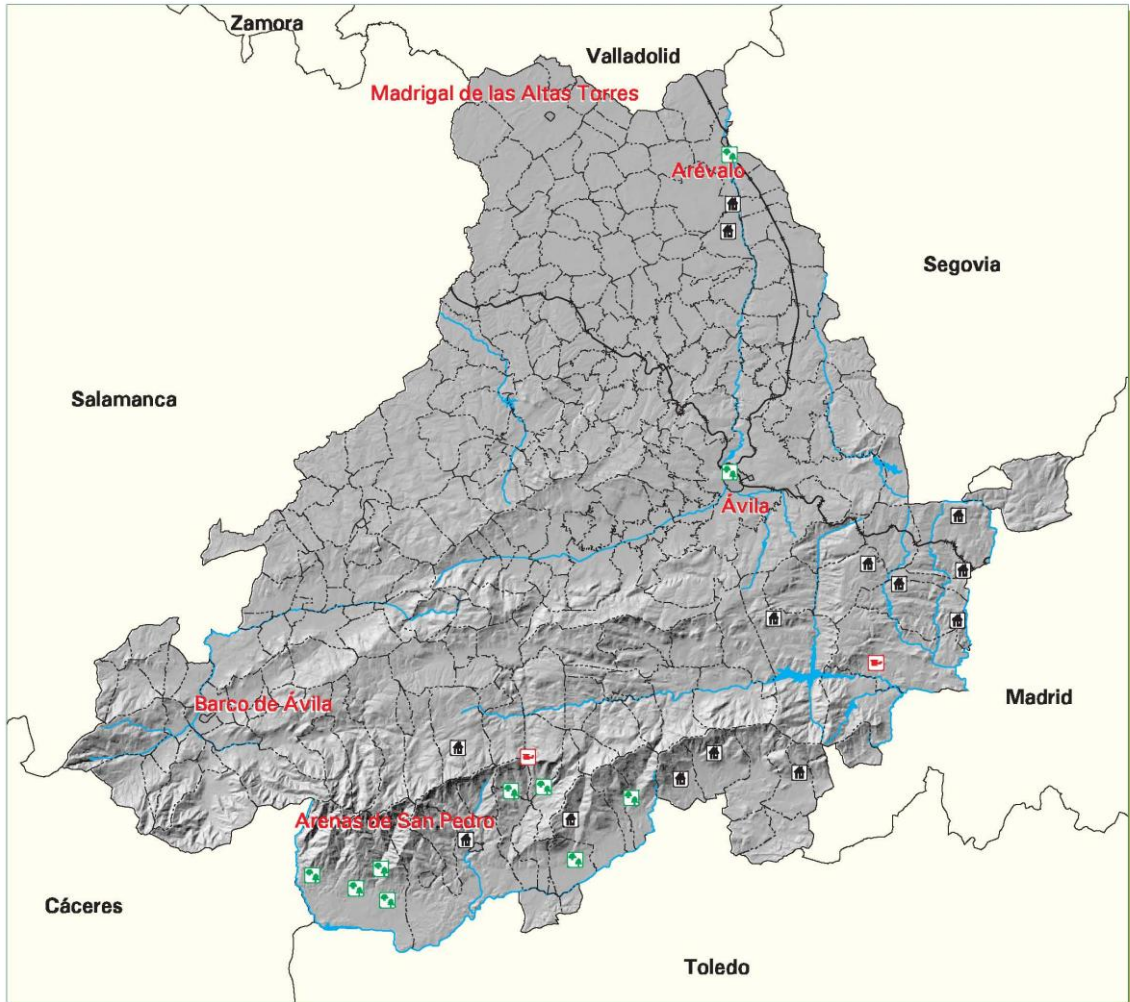 Zamora
Valladolid
Madrigal de las Altas Torres
Arévalo
Segovia
Salamanca
Ávila
Barco de Ávila
Madrid
Arenas de San Pedro
Cáceres
Toledo